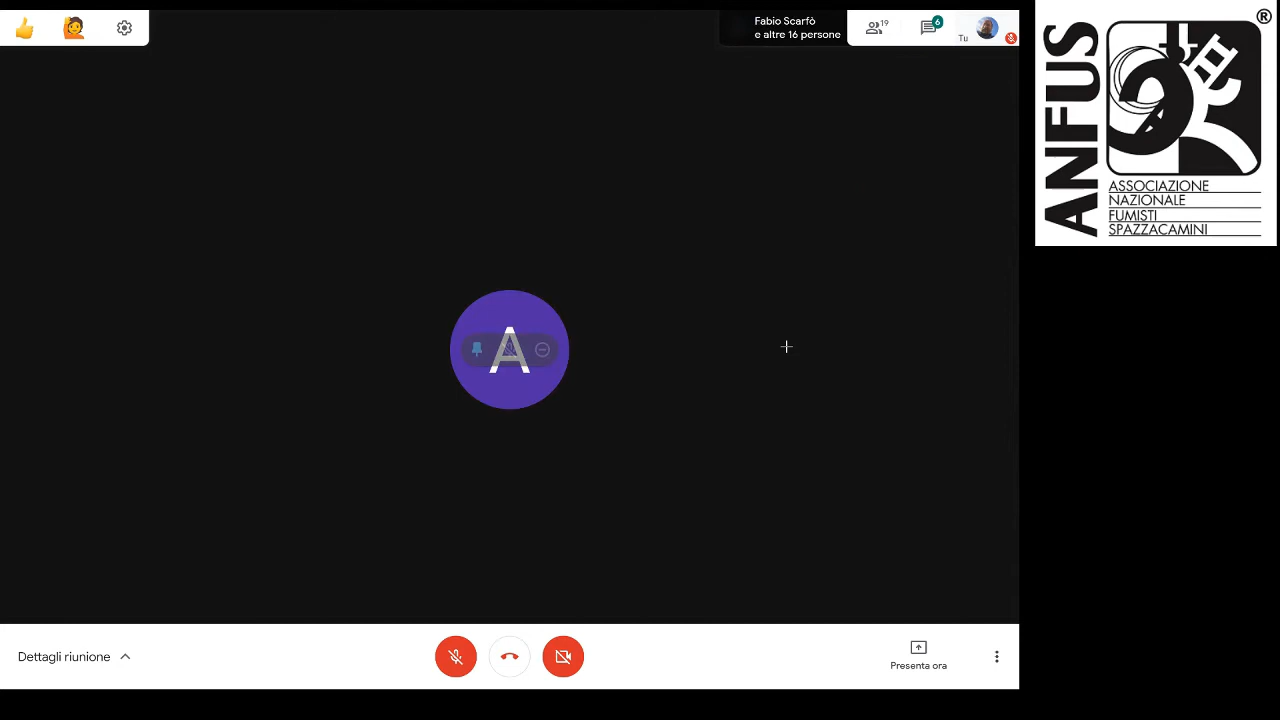 Fabio Scarfò
e altre 16 persone
19
6
Tu
A
Dettagli riunione
Presenta ora
®
ANFUS
ASSOCIAZIONE
NAZIONALE
FUMISTI
SPAZZACAMINI